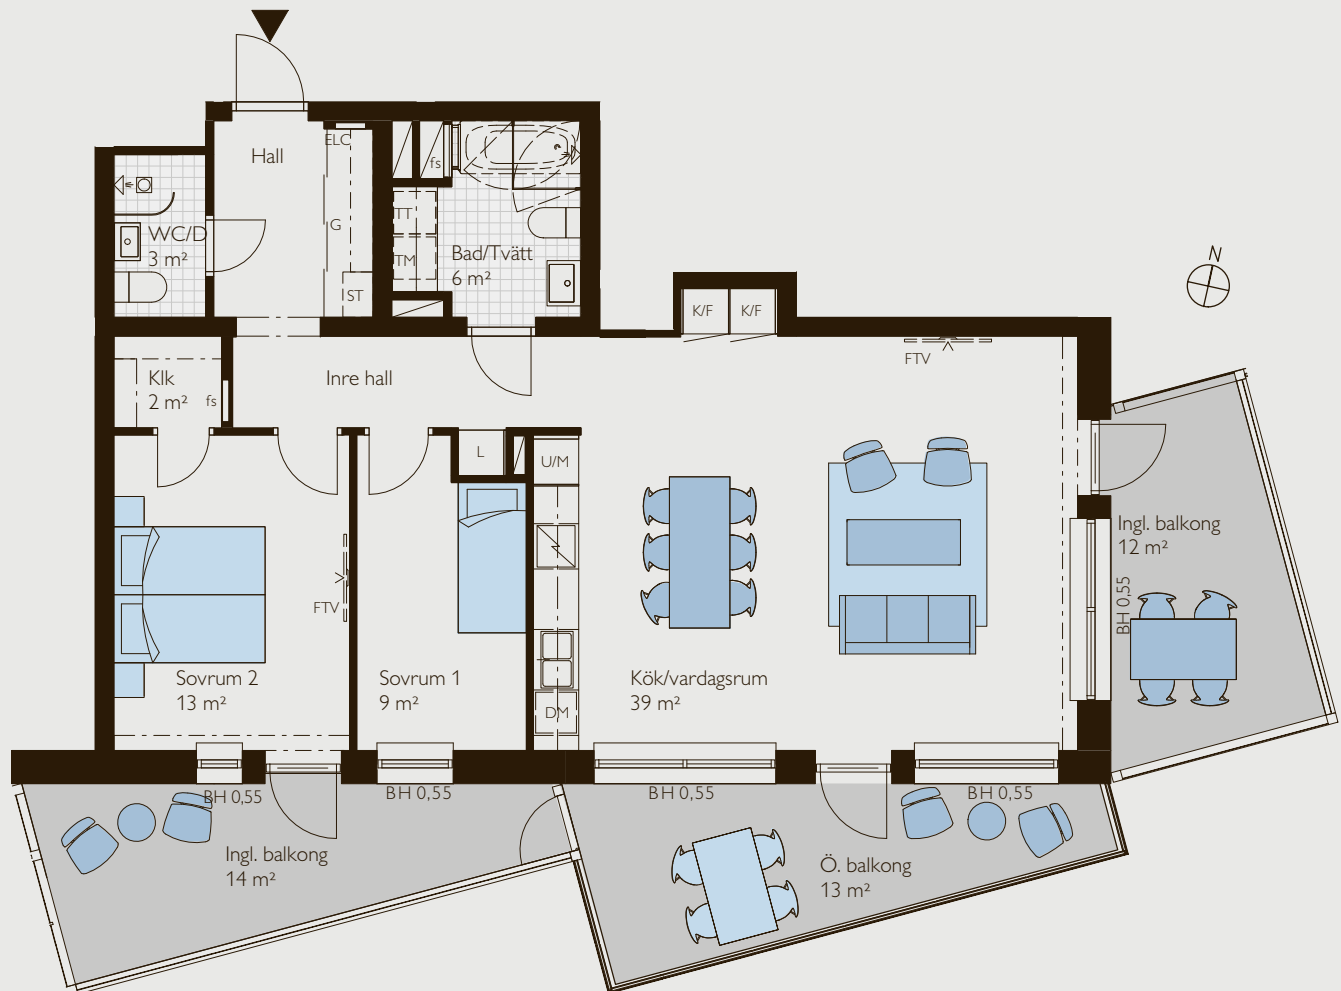 ELC
Hall
fs
TT
G
WC/D
3 m²
Bad/Tvätt
6 m²
TM
ST
N
K/F
K/F
FTV
Klk
2 m²
fs
Inre hall
L
U/M
Ingl. balkong
12 m²
BH 0,55
FTV
Sovrum 2
13 m²
Sovrum 1
9 m²
Kök/vardagsrum
39 m²
DM
BH 0,55
BH 0,55
BH 0,55
BH 0,55
Ingl. balkong
14 m²
Ö. balkong
13 m²